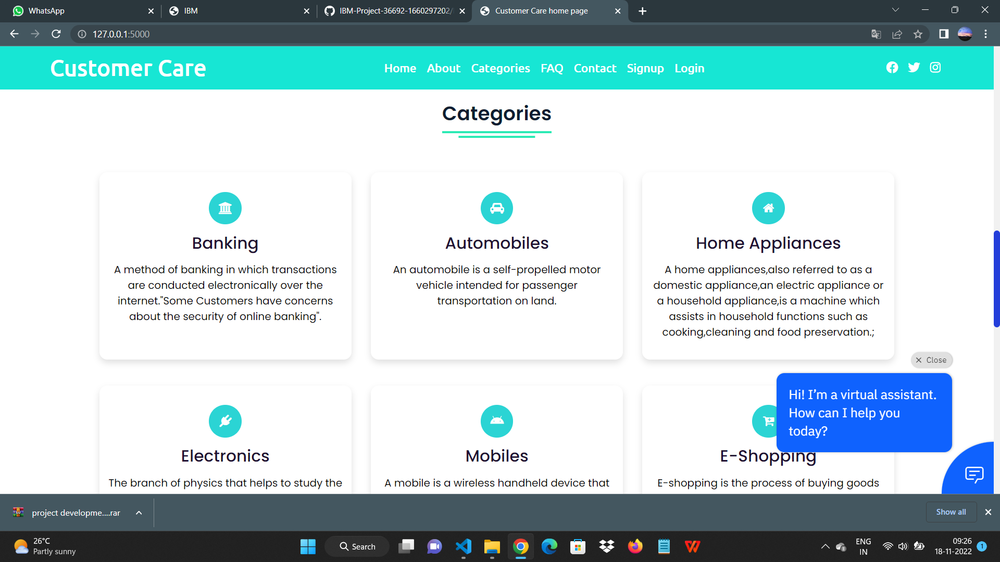 WhatsApp
IBM
IBM-Project-36692-1660297202/
Customer Care home page
127.0.0.1:5000
Customer Care
Home About Categories FAQ Contact Signup Login
Categories
Banking
A method of banking in which transactions
are conducted electronically over the
internet."Some Customers have concerns
about the security of online banking".
Automobiles
An automobile is a self-propelled motor
vehicle intended for passenger
transportation on land.
Home Appliances
A home appliances,also referred to as a
domestic appliance,an electric appliance or
a household appliance,is a machine which
assists in household functions such as
cooking,cleaning and food preservation.;
Close
Hi! I’m a virtual assistant.
How can I help you
today?
Electronics
The branch of physics that helps to study the
Mobiles
A mobile is a wireless handheld device that
E-Shopping
E-shopping is the process of buying goods
project developme....rar
Show all
26°C
Partly sunny
Search
ENG
IN
09:26
18-11-2022
1